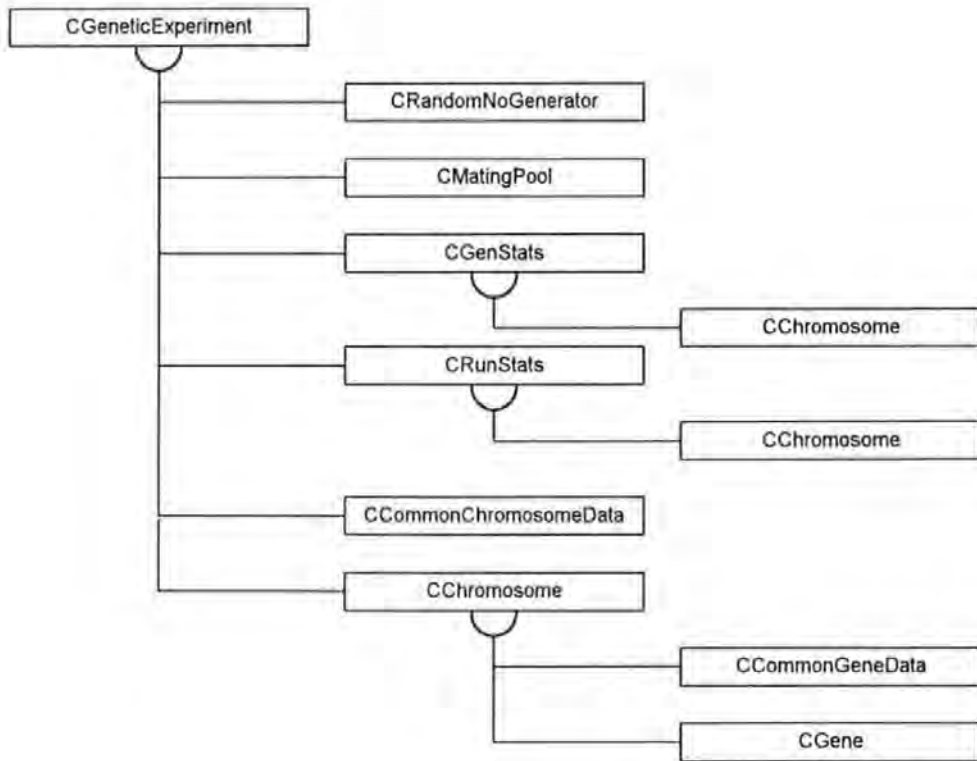 CGeneticExperiment
CRandomNoGenerator
CMatingPool
CGenStats
CChromosome
CRunStats
CChromosome
CCommonChromosomeData
CChromosome
CCommonGeneData
CGene